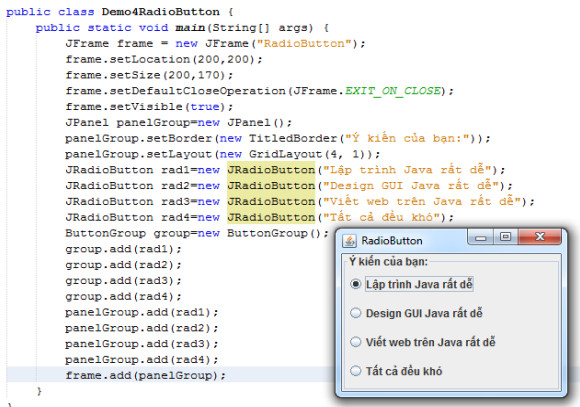 public class Demo4RadioButton {
public static void main(String[] args) {
JFrame frame = new JFrame("RadioButton");
frame.setLocation(200,200);
frame.setSize(200,170);
frame.setDefaultCloseOperation(JFrame.EXIT_ON_CLOSE);
frame.setVisible(true);
JPanel panelGroup=new JPanel();
panelGroup.setBorder(new TitledBorder("Ý kiến của bạn:"));
panelGroup.setLayout(new GridLayout(4, 1));
JRadioButton rad1=new JRadioButton("Lập trình Java rất dễ");
JRadioButton rad2=new JRadioButton("Design GUI Java rất dễ");
JRadioButton rad3=new JRadioButton("Viết web trên Java rất dễ");
JRadioButton rad4=new JRadioButton("Tất cả đều khó");
ButtonGroup group=new ButtonGroup();
group.add(rad1);
group.add(rad2);
group.add(rad3);
group.add(rad4);
panelGroup.add(rad1);
panelGroup.add(rad2);
panelGroup.add(rad3);
panelGroup.add(rad4);
frame.add(panelGroup);
}
}
RadioButton
Ý kiến của bạn:
Lập trình Java rất dễ
Design GUI Java rất dễ
Viết web trên Java rất dễ
Tất cả đều khó